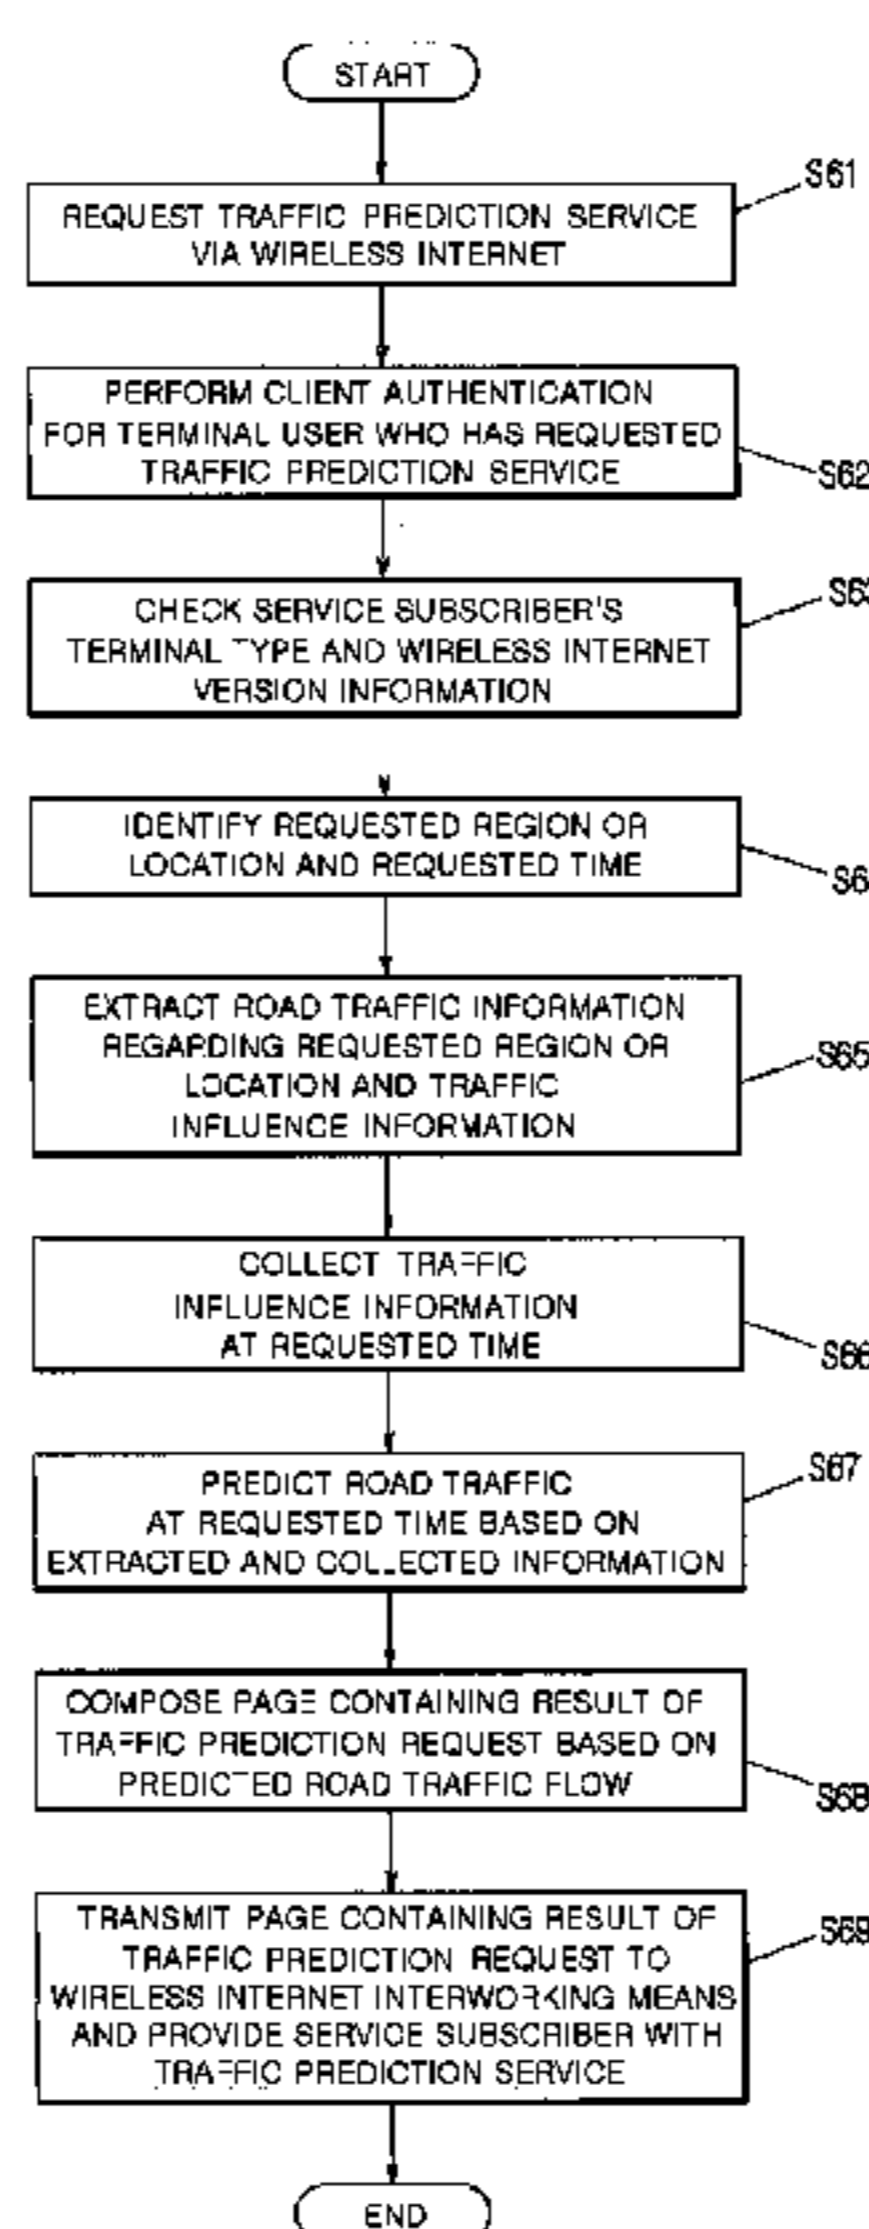 START
S61
REQUEST TRAFFIC PREDICTION SERVICE
VIA WIRELESS INTERNET
PERFORM CLIENT AUTHENTICATION
FOR TERMINAL USER WHO HAS REQUESTED
TRAFFIC PREDICTION SERVICE
S62
S63
CHECK SERVICE SUBSCRIBER'S
TERMINAL TYPE AND WIRELESS INTERNET
VERSION INFORMATION
IDENTIFY REQUESTED REGION OR
LOCATION AND REQUESTED TIME
S6
EXTRACT ROAD TRAFFIC INFORMATION
REGARDING REQUESTED REGION OR
LOCATION AND TRAFFIC
INFLUENCE INFORMATION
S65
COLLECT TRAFFIC
INFLUENCE INFORMATION
AT REQUESTED TIME
S66
S67
PREDICT ROAD TRAFFIC
AT REQUESTED TIME BASED ON
EXTRACTED AND COLLECTED INFORMATION
COMPOSE PAGE CONTAINING RESULT OF
TRAFFIC PREDICTION REQUEST BASED ON
PREDICTED ROAD TRAFFIC FLOW
S68
TRANSMIT PAGE CONTAINING RESULT OF
TRAFFIC PREDICTION REQUEST TO
WIRELESS INTERNET INTERWORKING MEANS
AND PROVIDE SERVICE SUBSCRIBER WITH
TRAFFIC PREDICTION SERVICE
S69
END